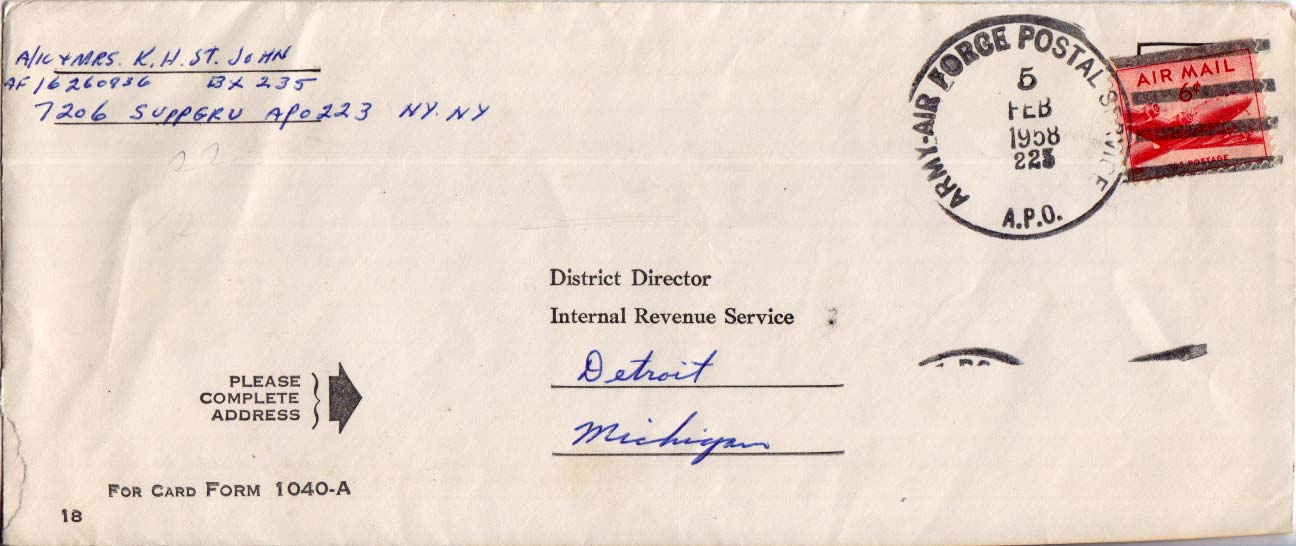 A/1C & MRS. K. H. ST. JOHN
AF 16260936 BX 235
7206 SUPPGRU APO 223 NY. NY
22
ARMY-AIR FORCE POSTAL SERVICE
5
FEB
1958
223
A.P.O.
AIR MAIL
6¢
U.S. POSTAGE
District Director
Internal Revenue Service
Detroit
Michigan
PLEASE
COMPLETE
ADDRESS
FOR CARD FORM 1040-A
18